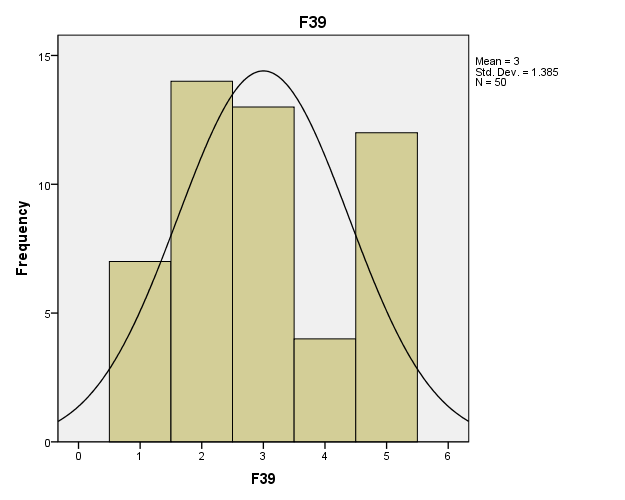 F39
Mean = 3
Std. Dev. = 1.385
N = 50
Frequency
15
10
5
0
0 1 2 3 4 5 6
F39